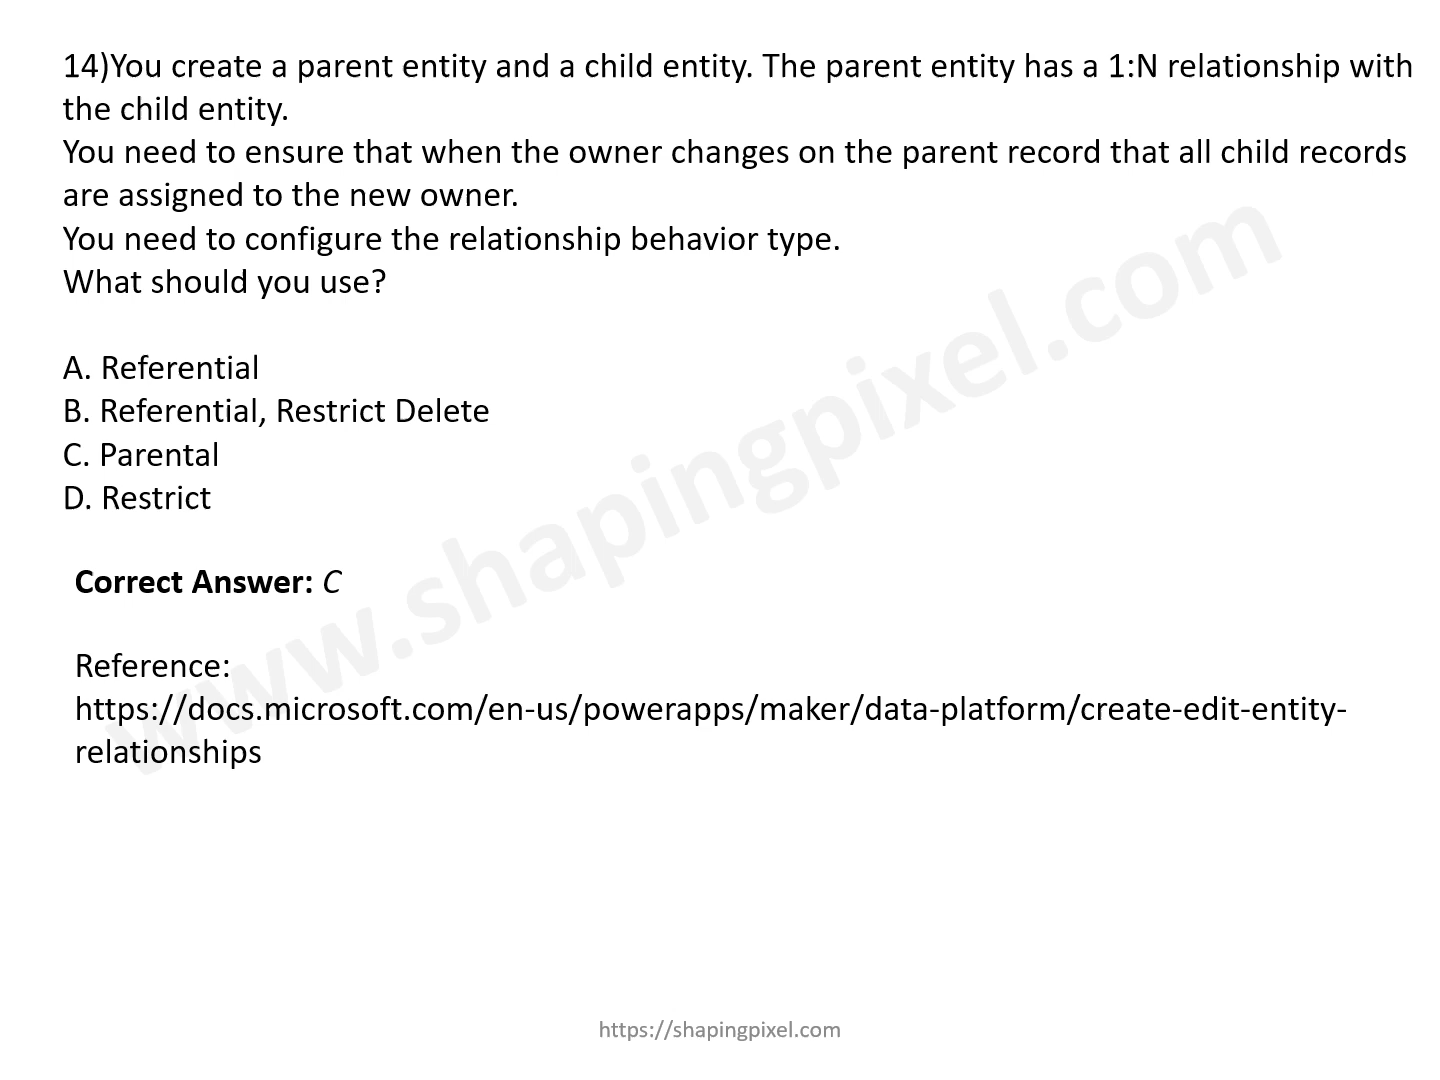 14)You create a parent entity and a child entity. The parent entity has a 1:N relationship with
the child entity.
You need to ensure that when the owner changes on the parent record that all child records
are assigned to the new owner.
You need to configure the relationship behavior type.
What should you use?
A. Referential
B. Referential, Restrict Delete
C. Parental
D. Restrict
Correct Answer: C
Reference:
https://docs.microsoft.com/en-us/powerapps/maker/data-platform/create-edit-entity-
relationships
www.shapingpixel.com
https://shapingpixel.com